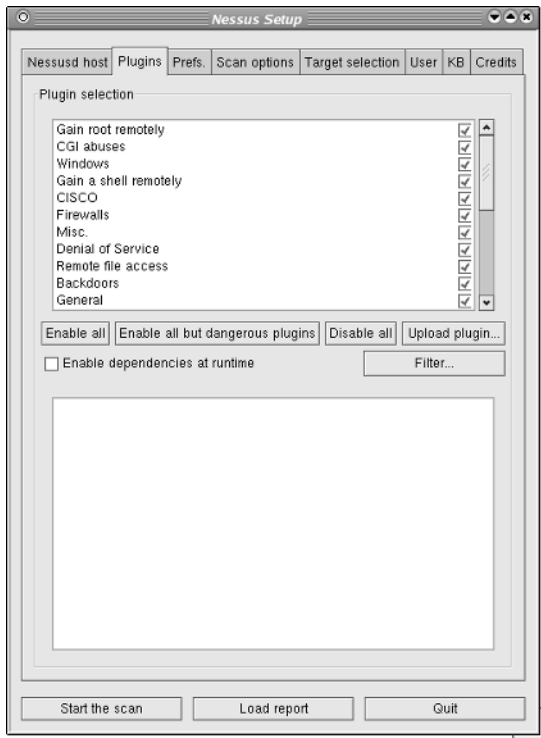 Nessus Setup
Nessusd host Plugins Prefs. Scan options Target selection User KB Credits
Plugin selection
Gain root remotely
CGI abuses
Windows
Gain a shell remotely
CISCO
Firewalls
Misc.
Denial of Service
Remote file access
Backdoors
General
Enable all Enable all but dangerous plugins Disable all Upload plugin...
Enable dependencies at runtime Filter...
Start the scan Load report Quit